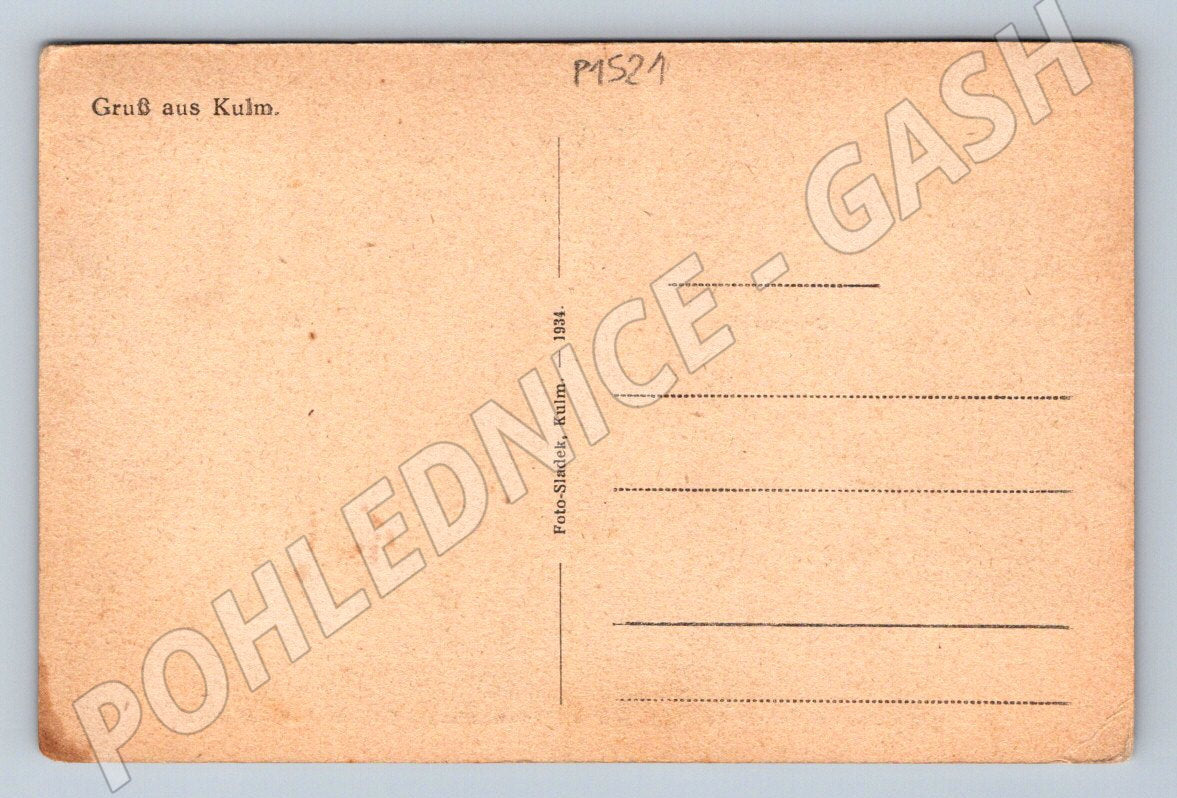 P1521
Gruß aus Kulm.
Foto-Sladek, Kulm. — 1934.
POHLEDNICE - GASH